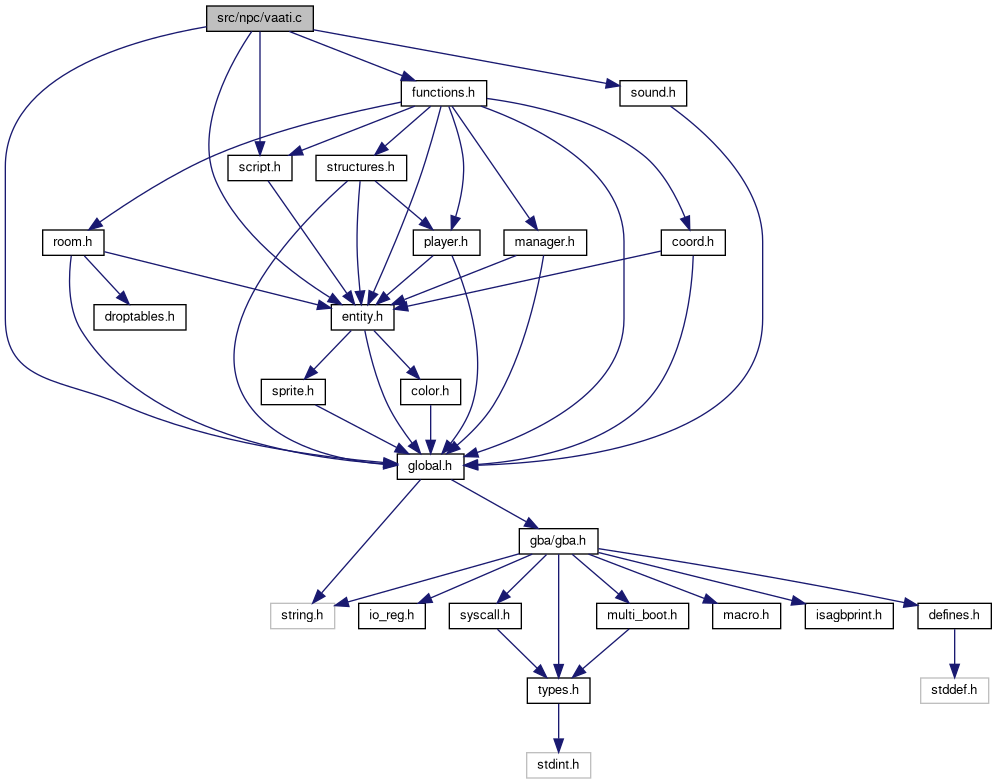 src/npc/vaati.c
functions.h
sound.h
script.h
structures.h
room.h
player.h
manager.h
coord.h
droptables.h
entity.h
sprite.h
color.h
global.h
gba/gba.h
string.h
io_reg.h
syscall.h
multi_boot.h
macro.h
isagbprint.h
defines.h
types.h
stddef.h
stdint.h